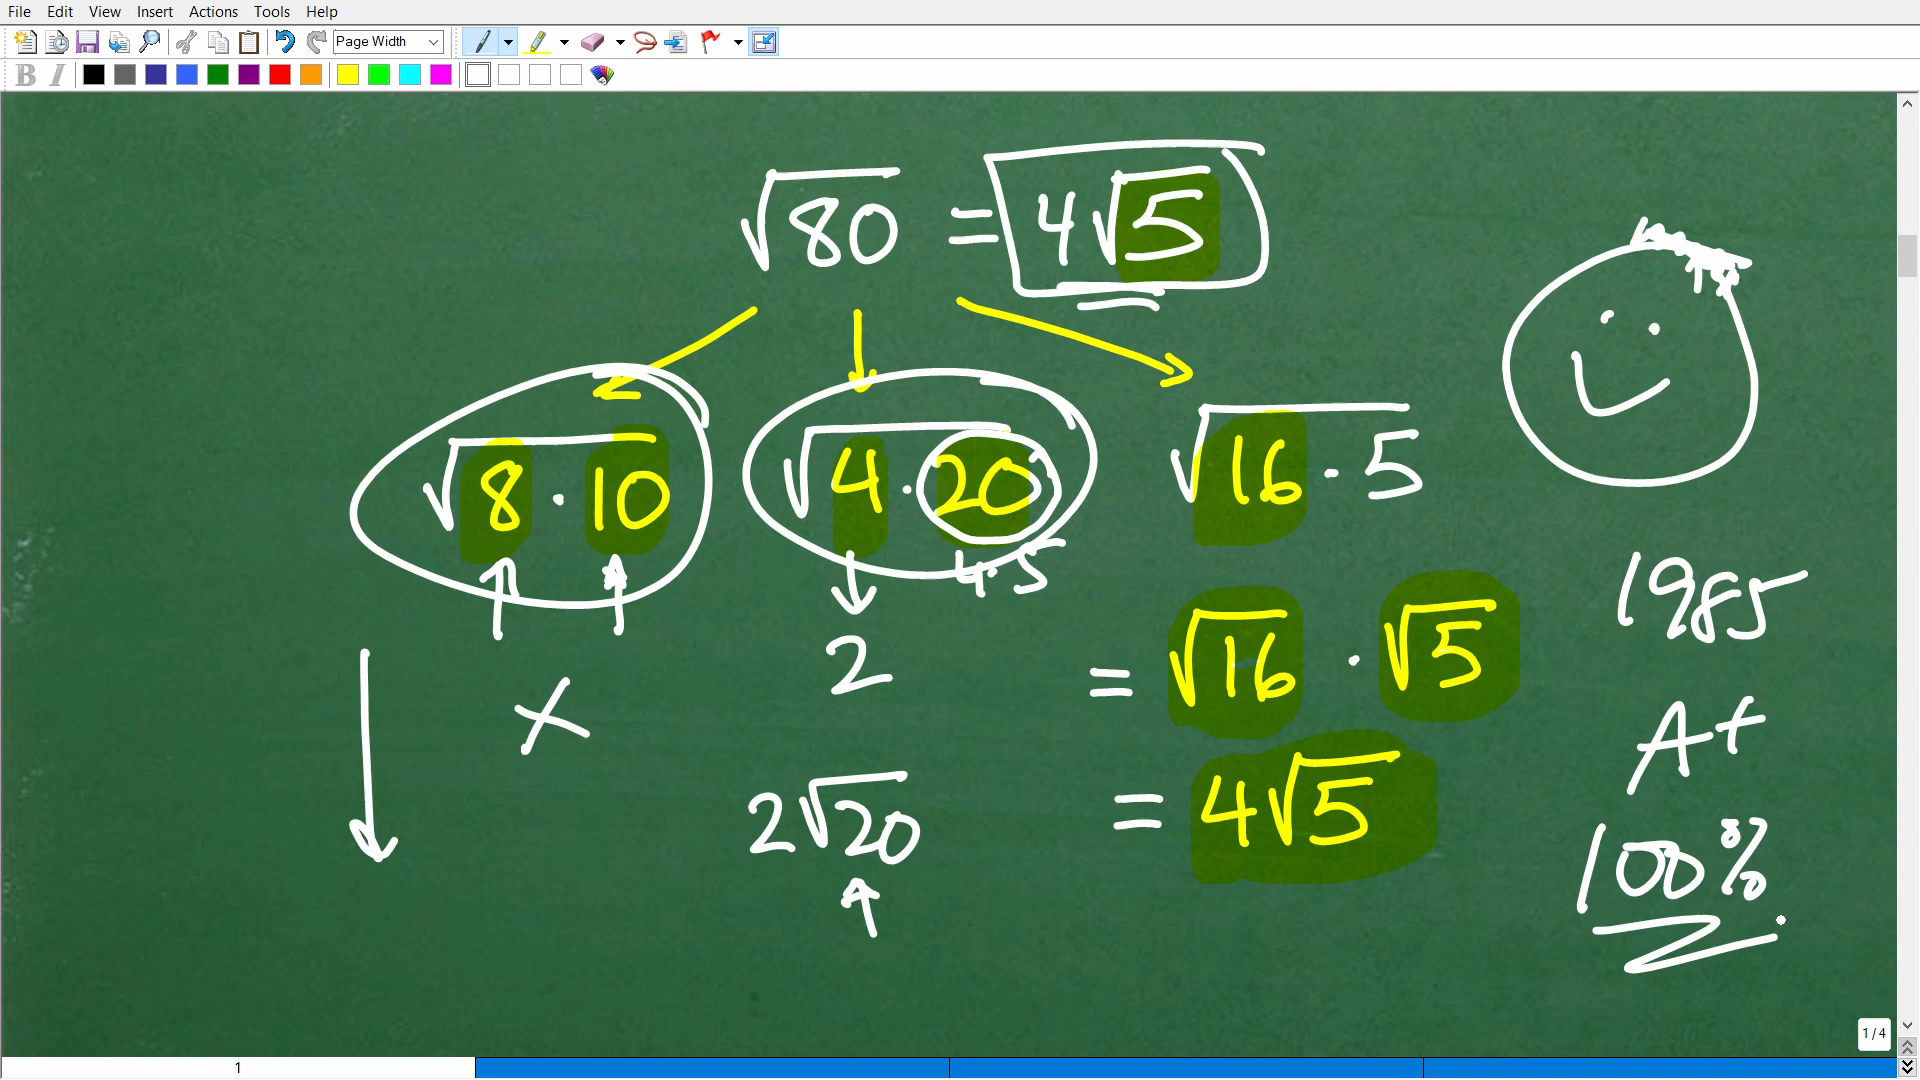 File Edit View Insert Actions Tools Help
Page Width
B I
√80 = 4√5
√8·10 √4·20 √16·5
4·5
2
= √16 · √5
X
2√20
= 4√5
1985
A+
100%
1 / 4
1